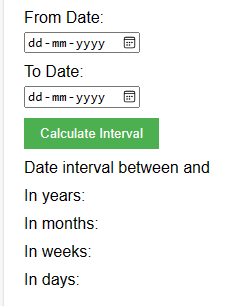 From Date:
dd-mm-yyyy
To Date:
dd-mm-yyyy
Calculate Interval
Date interval between and
In years:
In months:
In weeks:
In days: